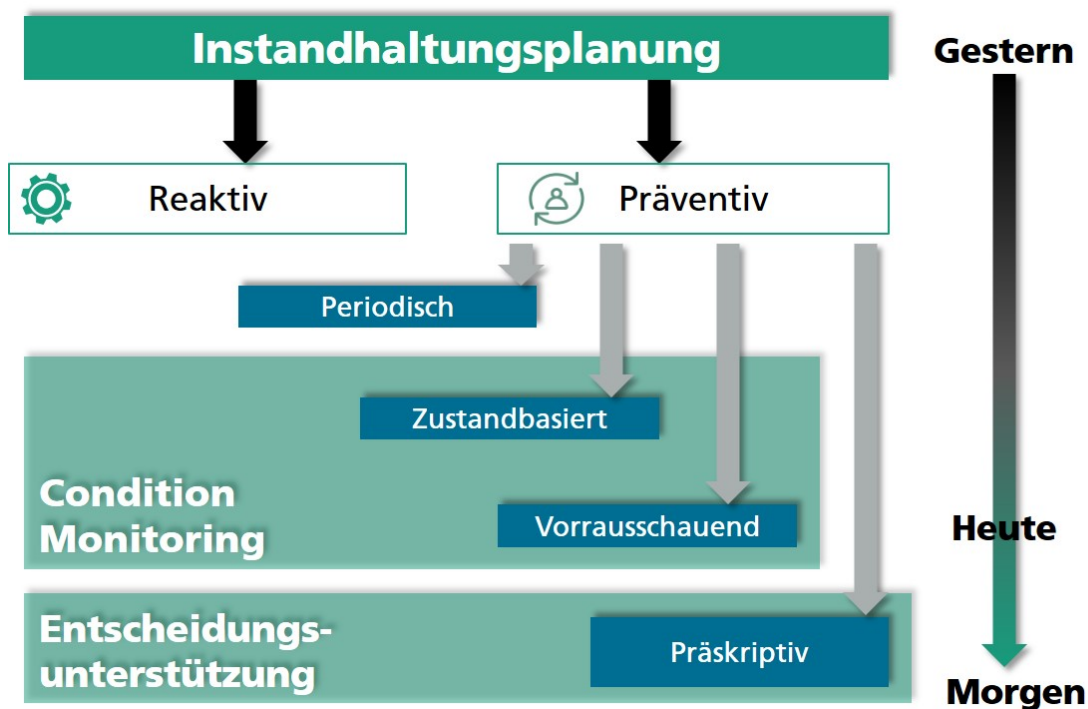 Instandhaltungsplanung
Gestern
Reaktiv
Präventiv
Periodisch
Zustandbasiert
Condition
Monitoring
Vorrausschauend
Heute
Entscheidungs-
unterstützung
Präskriptiv
Morgen